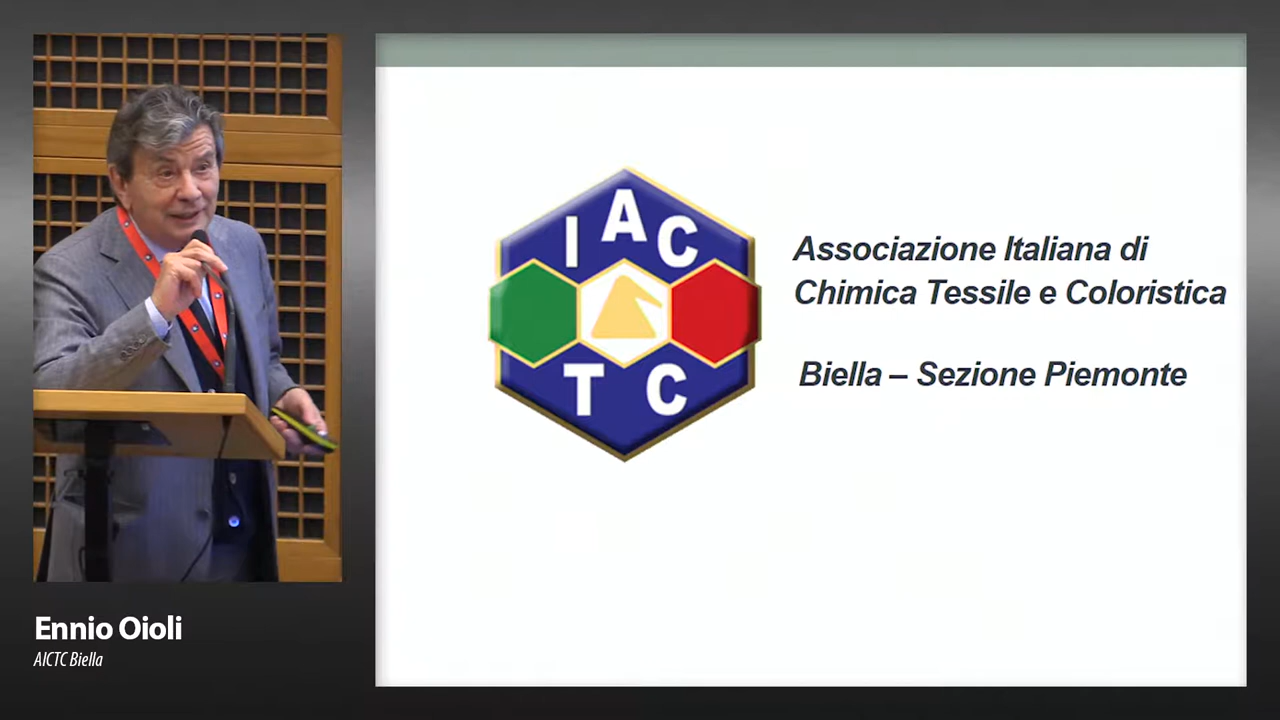 IAC
TC
Associazione Italiana di
Chimica Tessile e Coloristica
Biella – Sezione Piemonte
Ennio Oioli
AICTC Biella